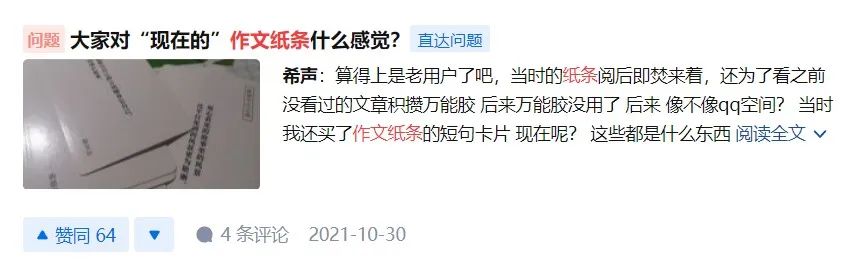 问题 大家对“现在的”作文纸条什么感觉？ 直达问题
希声：算得上是老用户了吧，当时的纸条阅后即焚来着，还为了看之前
没看过的文章积攒万能胶 后来万能胶没用了 后来 像不像qq空间？ 当时
我还买了作文纸条的短句卡片 现在呢？ 这些都是什么东西 阅读全文
赞同 64 4 条评论 2021-10-30